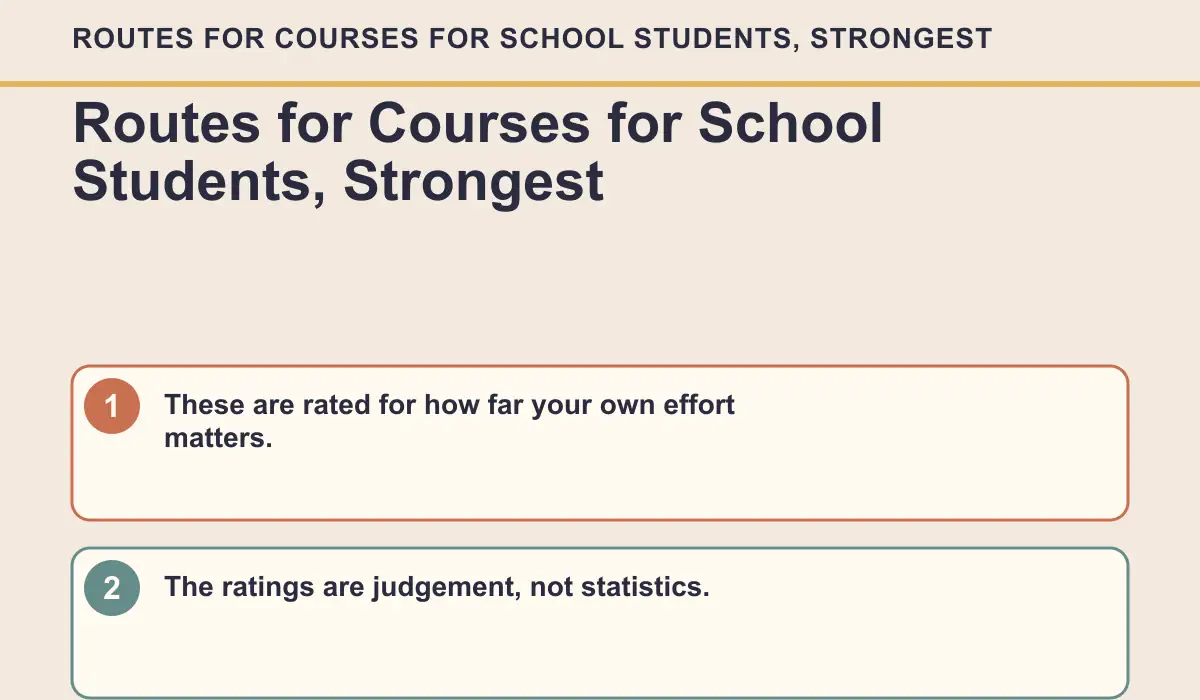 ROUTES FOR COURSES FOR SCHOOL STUDENTS, STRONGEST
Routes for Courses for School
Students, Strongest
1
These are rated for how far your own effort
matters.
2
The ratings are judgement, not statistics.